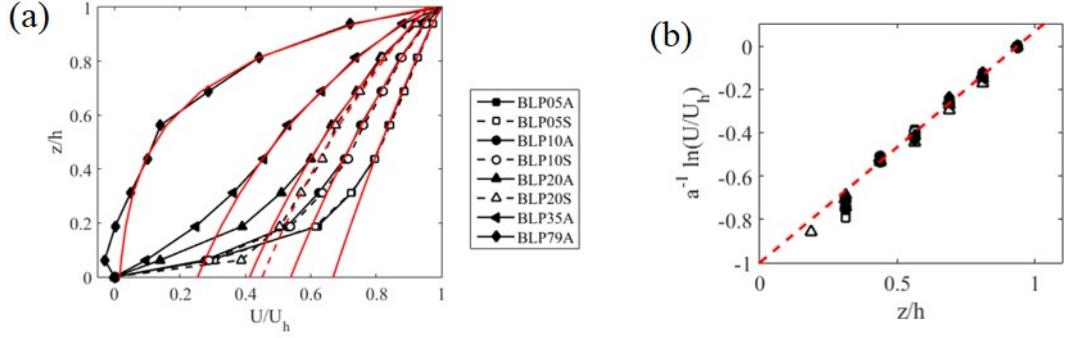 (a)
1
0.8
0.6
0.4
0.2
0
z/h
0 0.2 0.4 0.6 0.8 1
U/U_h
BLP05A
BLP05S
BLP10A
BLP10S
BLP20A
BLP20S
BLP35A
BLP79A
(b)
0
-0.2
-0.4
-0.6
-0.8
-1
a⁻¹ ln(U/U_h)
0 0.5 1
z/h